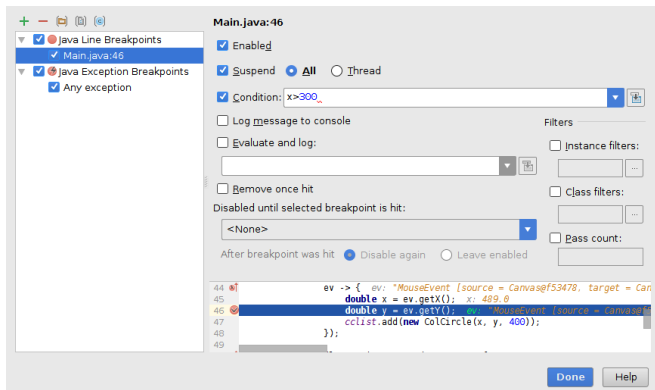 Main.java:46
Java Line Breakpoints
Main.java:46
Java Exception Breakpoints
Any exception
Enabled
Suspend All Thread
Condition: x>300
Log message to console
Evaluate and log:
Remove once hit
Disabled until selected breakpoint is hit:
<None>
After breakpoint was hit Disable again Leave enabled
Filters
Instance filters:
...
Class filters:
...
Pass count:
44 ev -> { ev: "MouseEvent [source = Canvas@f53478, target = Can
45 double x = ev.getX(); x: 489.0
46 double y = ev.getY(); ev: "MouseEvent [source = Canvas@f
47 cclist.add(new ColCircle(x, y, 400));
48 });
49
Done Help